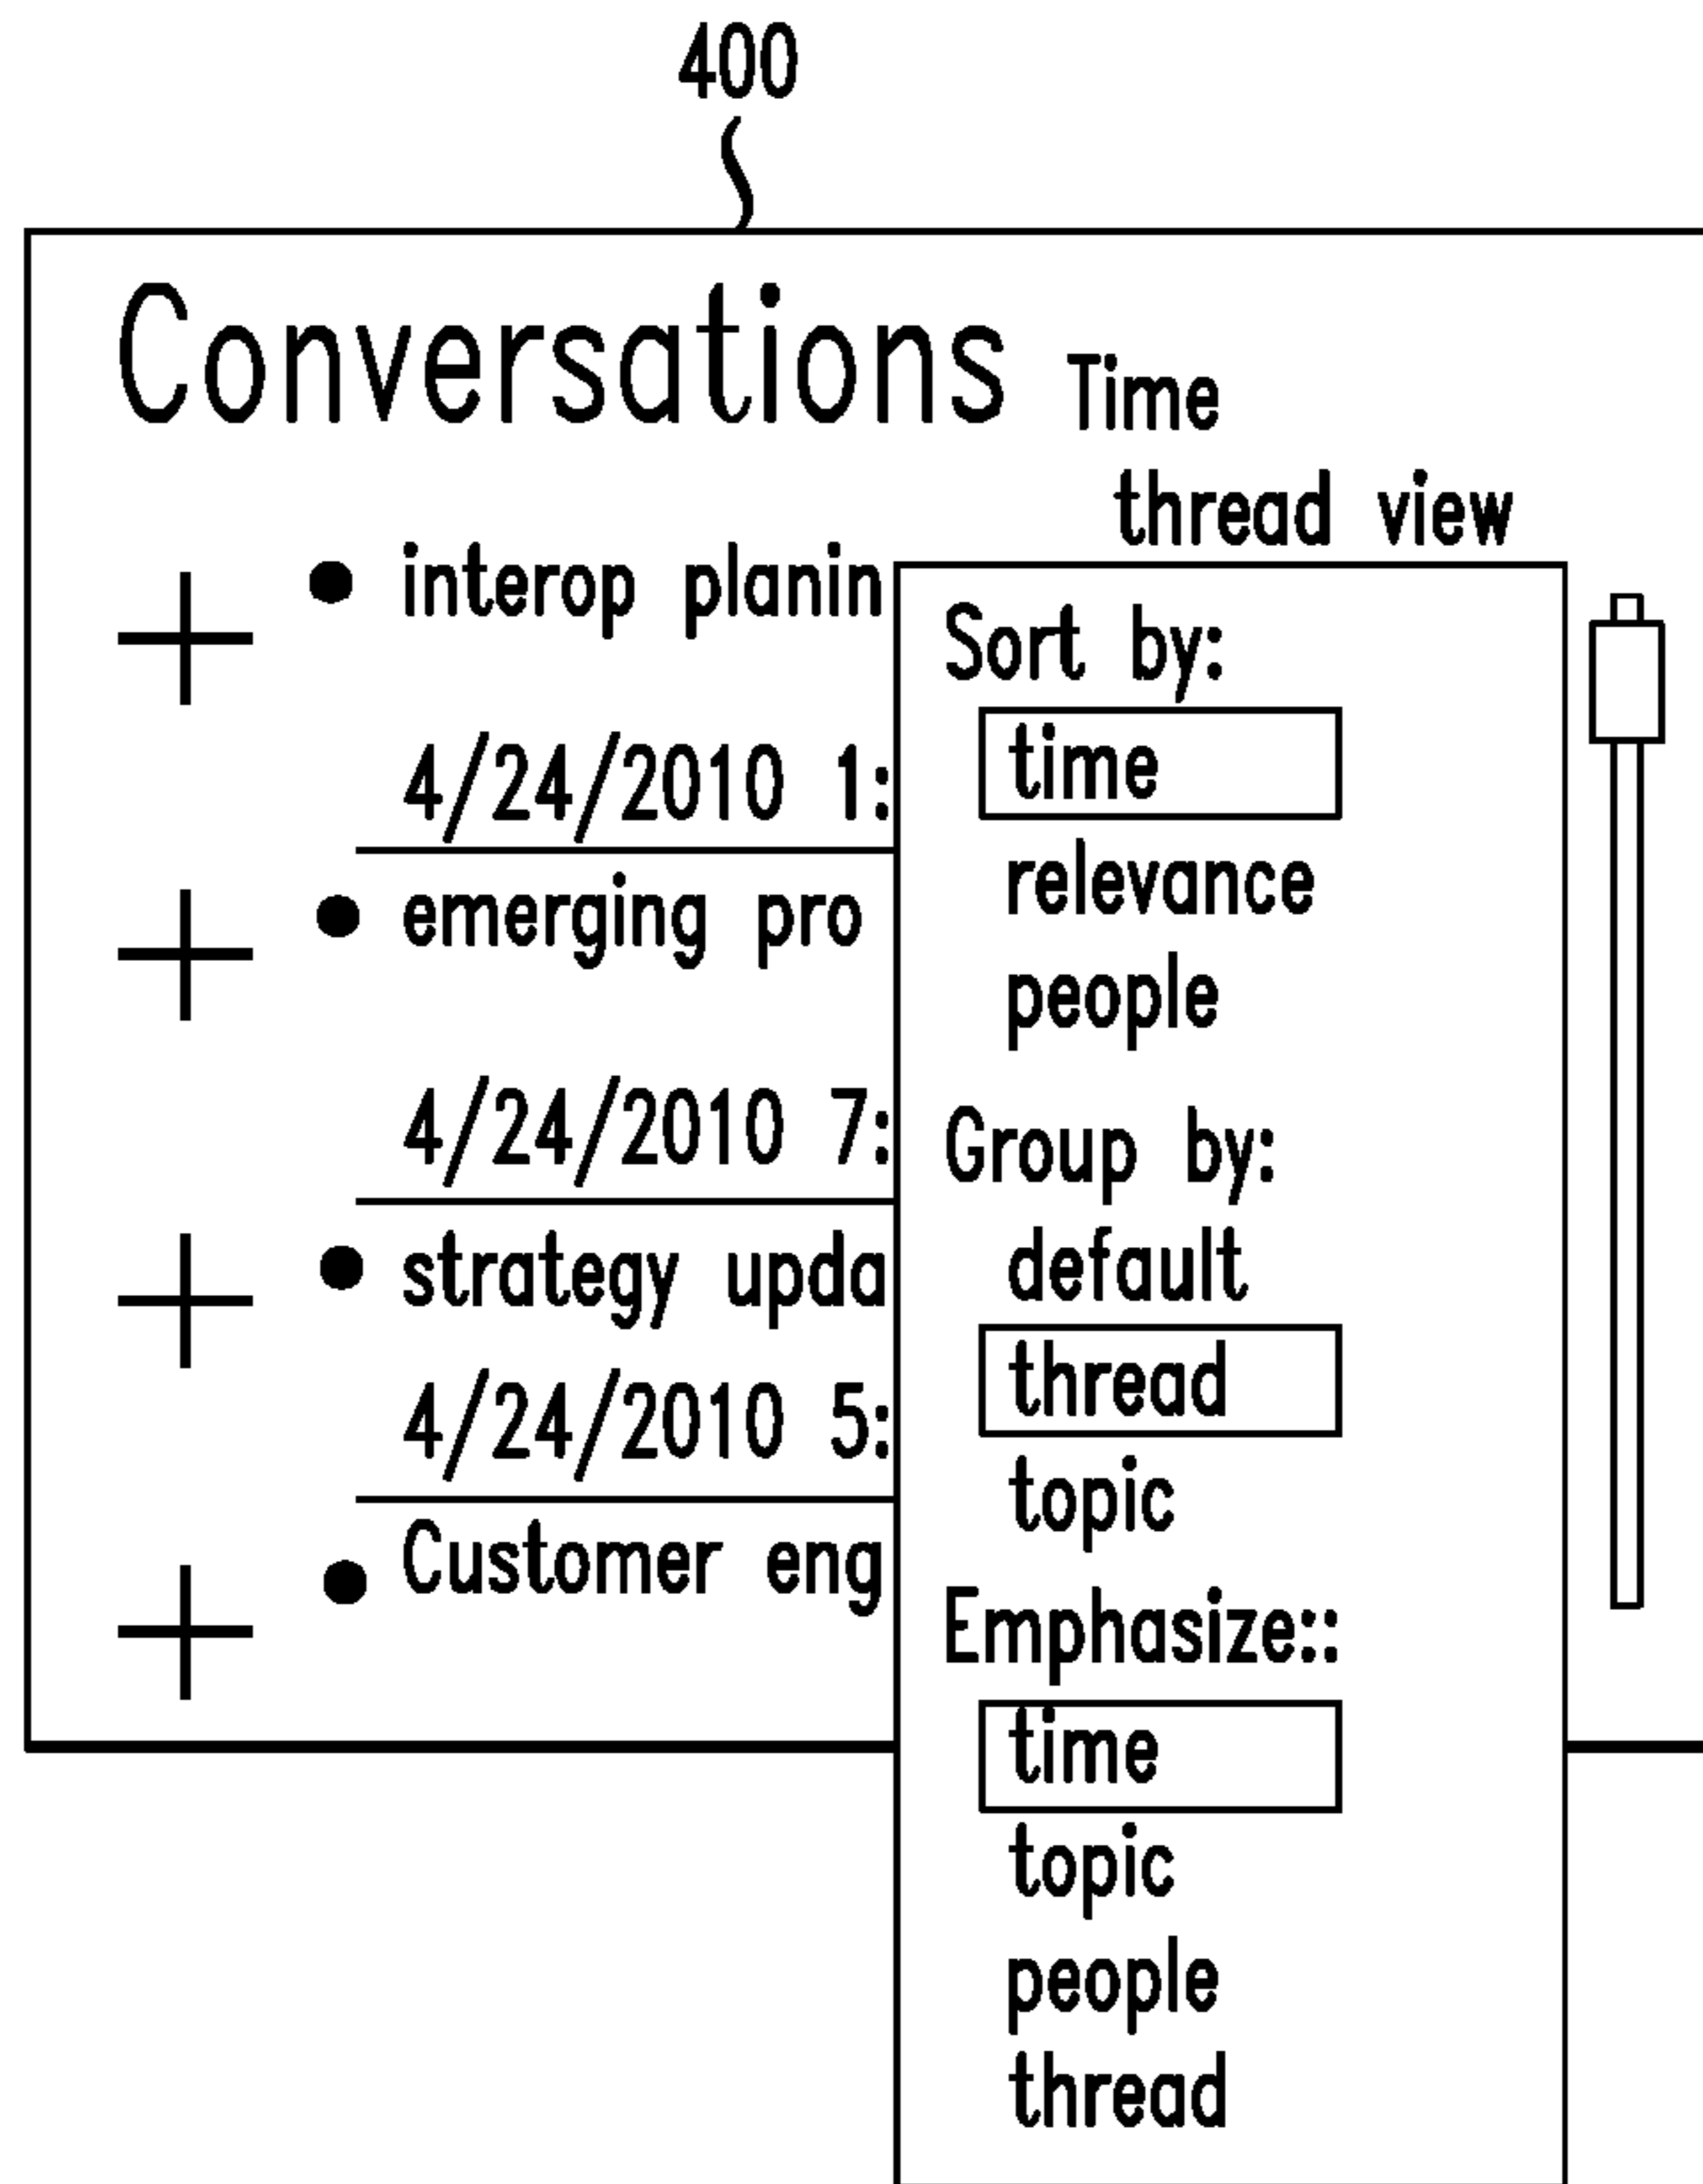 400
Conversations Time
thread view
interop planin
4/24/2010 1:
emerging pro
4/24/2010 7:
strategy upda
4/24/2010 5:
Customer eng
Sort by:
time
relevance
people
Group by:
default
thread
topic
Emphasize::
time
topic
people
thread